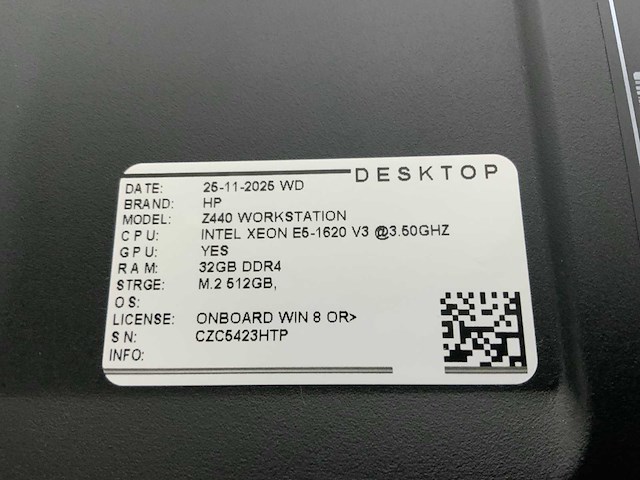 DESKTOP
DATE: 25-11-2025 WD
BRAND: HP
MODEL: Z440 WORKSTATION
CPU: INTEL XEON E5-1620 V3 @3.50GHZ
GPU: YES
RAM: 32GB DDR4
STRGE: M.2 512GB,
OS:
LICENSE: ONBOARD WIN 8 OR>
SN: CZC5423HTP
INFO: